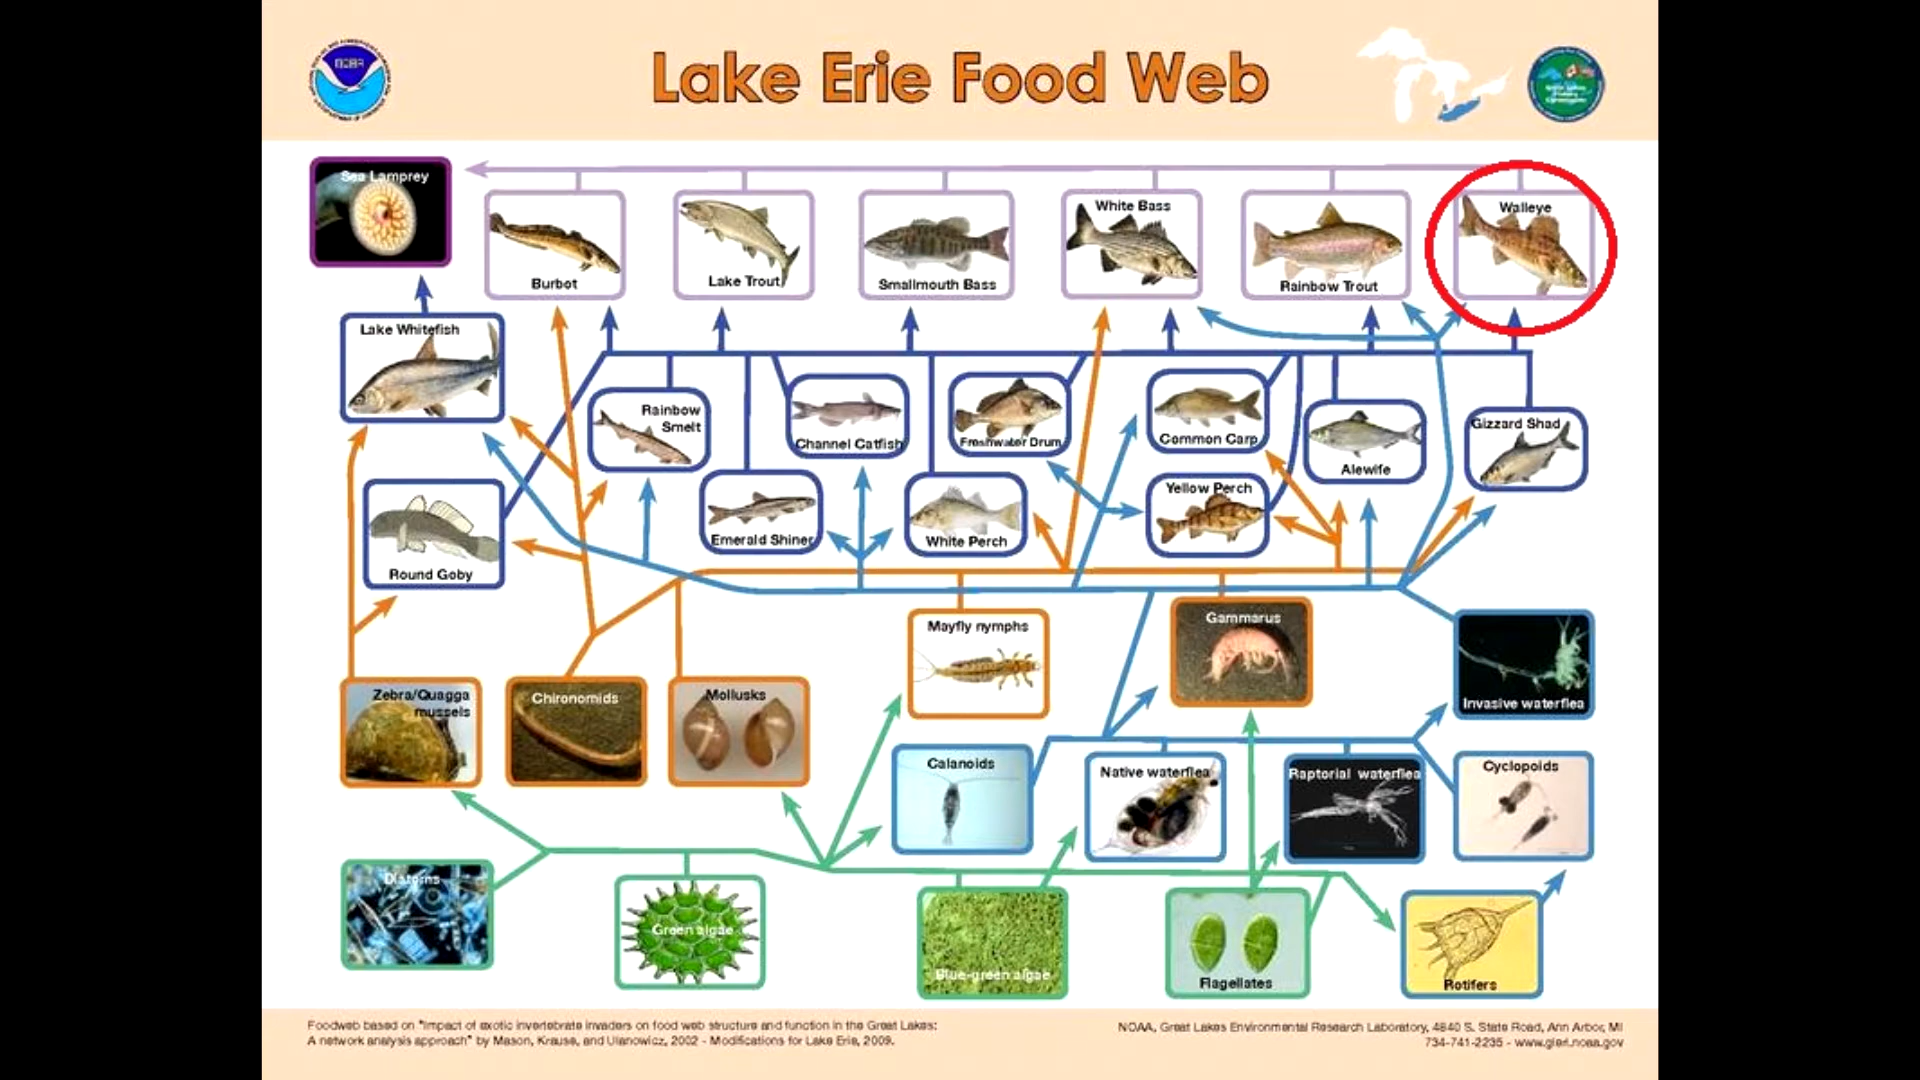 NOAA
Lake Erie Food Web
Sea Lamprey
Burbot
Lake Trout
Smallmouth Bass
White Bass
Rainbow Trout
Walleye
Lake Whitefish
Rainbow
Smelt
Channel Catfish
Freshwater Drum
Common Carp
Alewife
Gizzard Shad
Round Goby
Emerald Shiner
White Perch
Yellow Perch
Mayfly nymphs
Gammarus
Invasive waterflea
Zebra/Quagga
mussels
Chironomids
Mollusks
Calanoids
Native waterflea
Raptorial waterflea
Cyclopoids
Diatoms
Green algae
Blue-green algae
Flagellates
Rotifers
Foodweb based on "Impact of exotic invertebrate invaders on food web structure and function in the Great Lakes:
A network analysis approach" by Mason, Krause, and Ulanowicz, 2002 - Modifications for Lake Erie, 2009.
NOAA, Great Lakes Environmental Research Laboratory, 4840 S. State Road, Ann Arbor, MI
734-741-2235 - www.glerl.noaa.gov